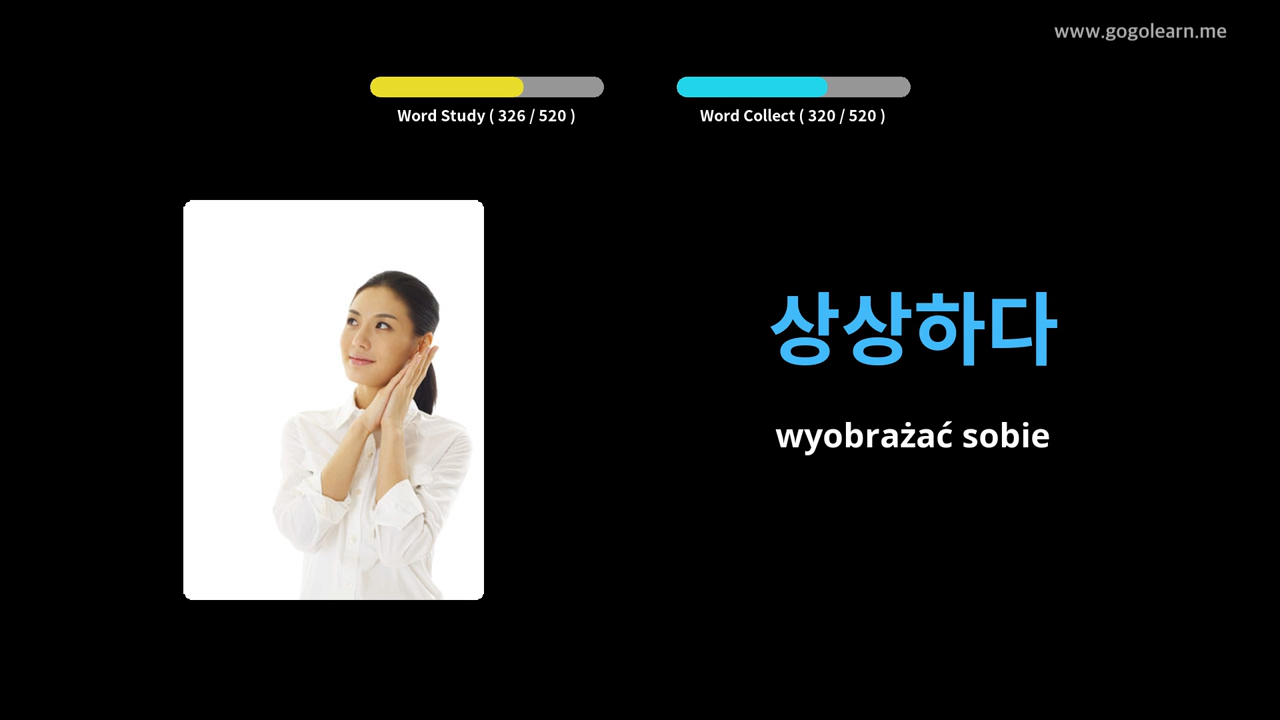 www.gogolearn.me
Word Study ( 326 / 520 )
Word Collect ( 320 / 520 )
상상하다
wyobrażać sobie